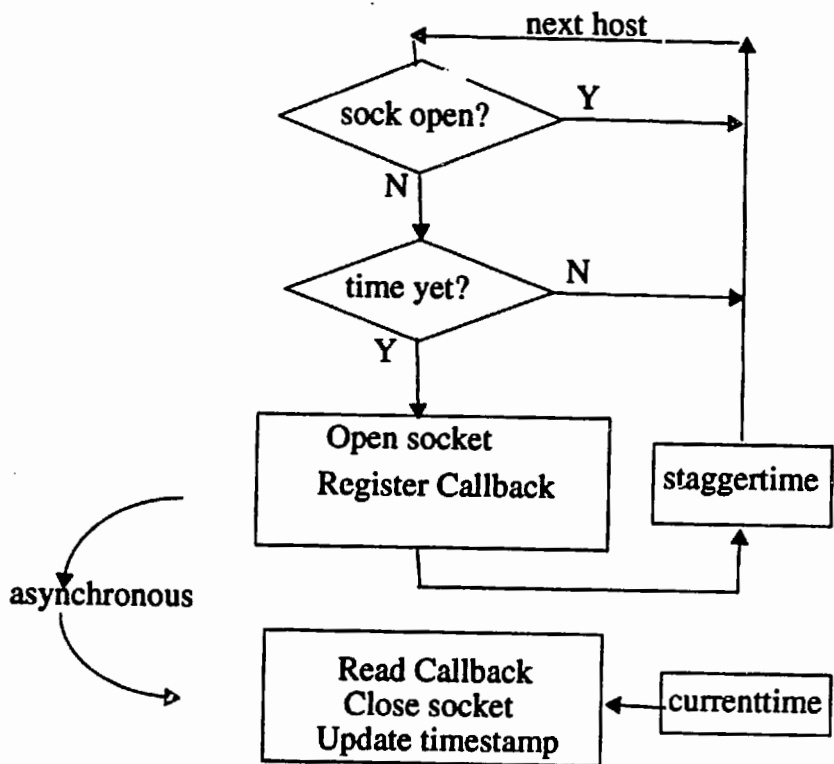 next host
sock open?
Y
N
time yet?
N
Y
Open socket
Register Callback
staggertime
asynchronous
Read Callback
Close socket
Update timestamp
currenttime